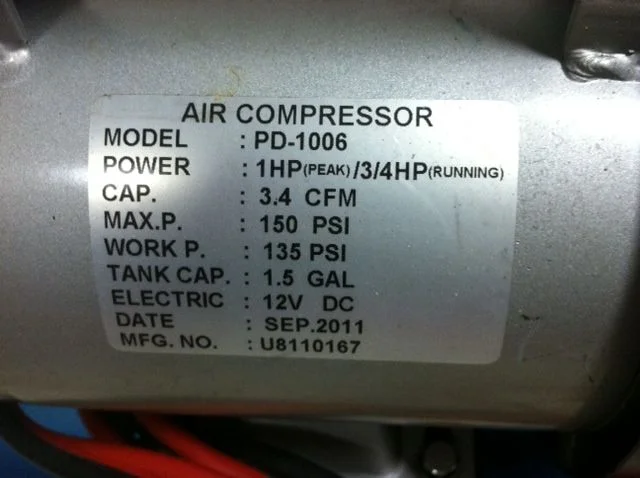 AIR COMPRESSOR
MODEL : PD-1006
POWER : 1HP(PEAK)/3/4HP(RUNNING)
CAP. : 3.4 CFM
MAX.P. : 150 PSI
WORK P. : 135 PSI
TANK CAP. : 1.5 GAL
ELECTRIC : 12V DC
DATE : SEP.2011
MFG. NO. : U8110167